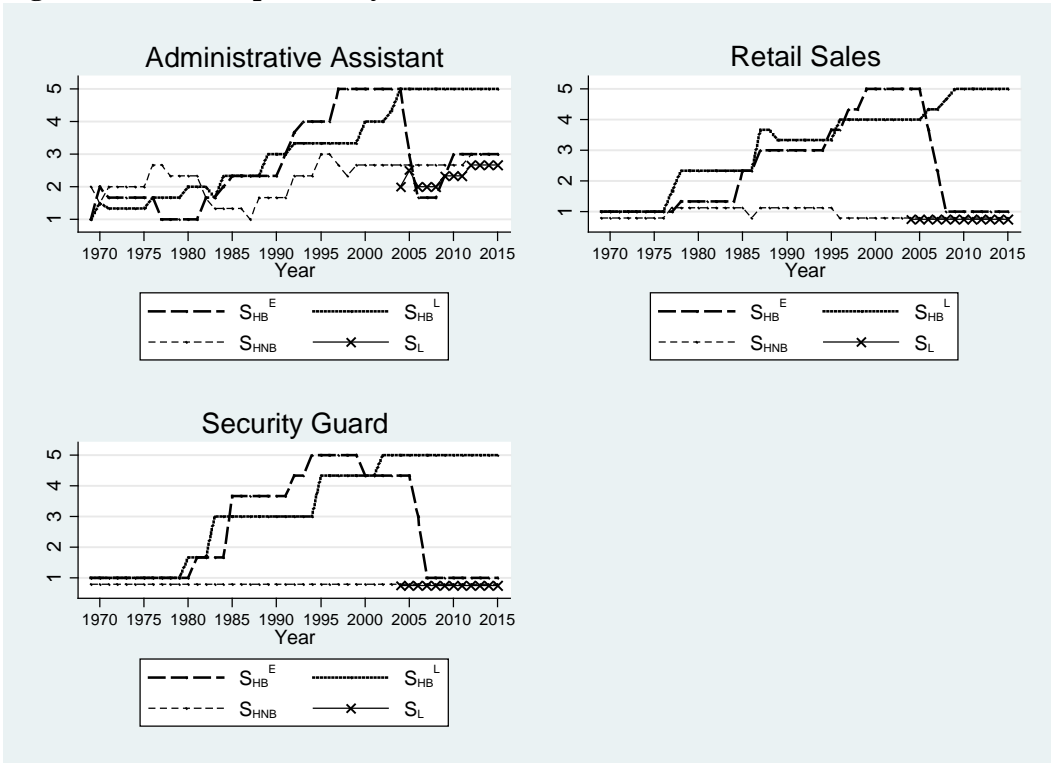 Administrative Assistant
5
4
3
2
1
1970 1975 1980 1985 1990 1995 2000 2005 2010 2015
Year
S_HB^E S_HB^L
S_HNB S_L
Retail Sales
5
4
3
2
1
1970 1975 1980 1985 1990 1995 2000 2005 2010 2015
Year
S_HB^E S_HB^L
S_HNB S_L
Security Guard
5
4
3
2
1
1970 1975 1980 1985 1990 1995 2000 2005 2010 2015
Year
S_HB^E S_HB^L
S_HNB S_L